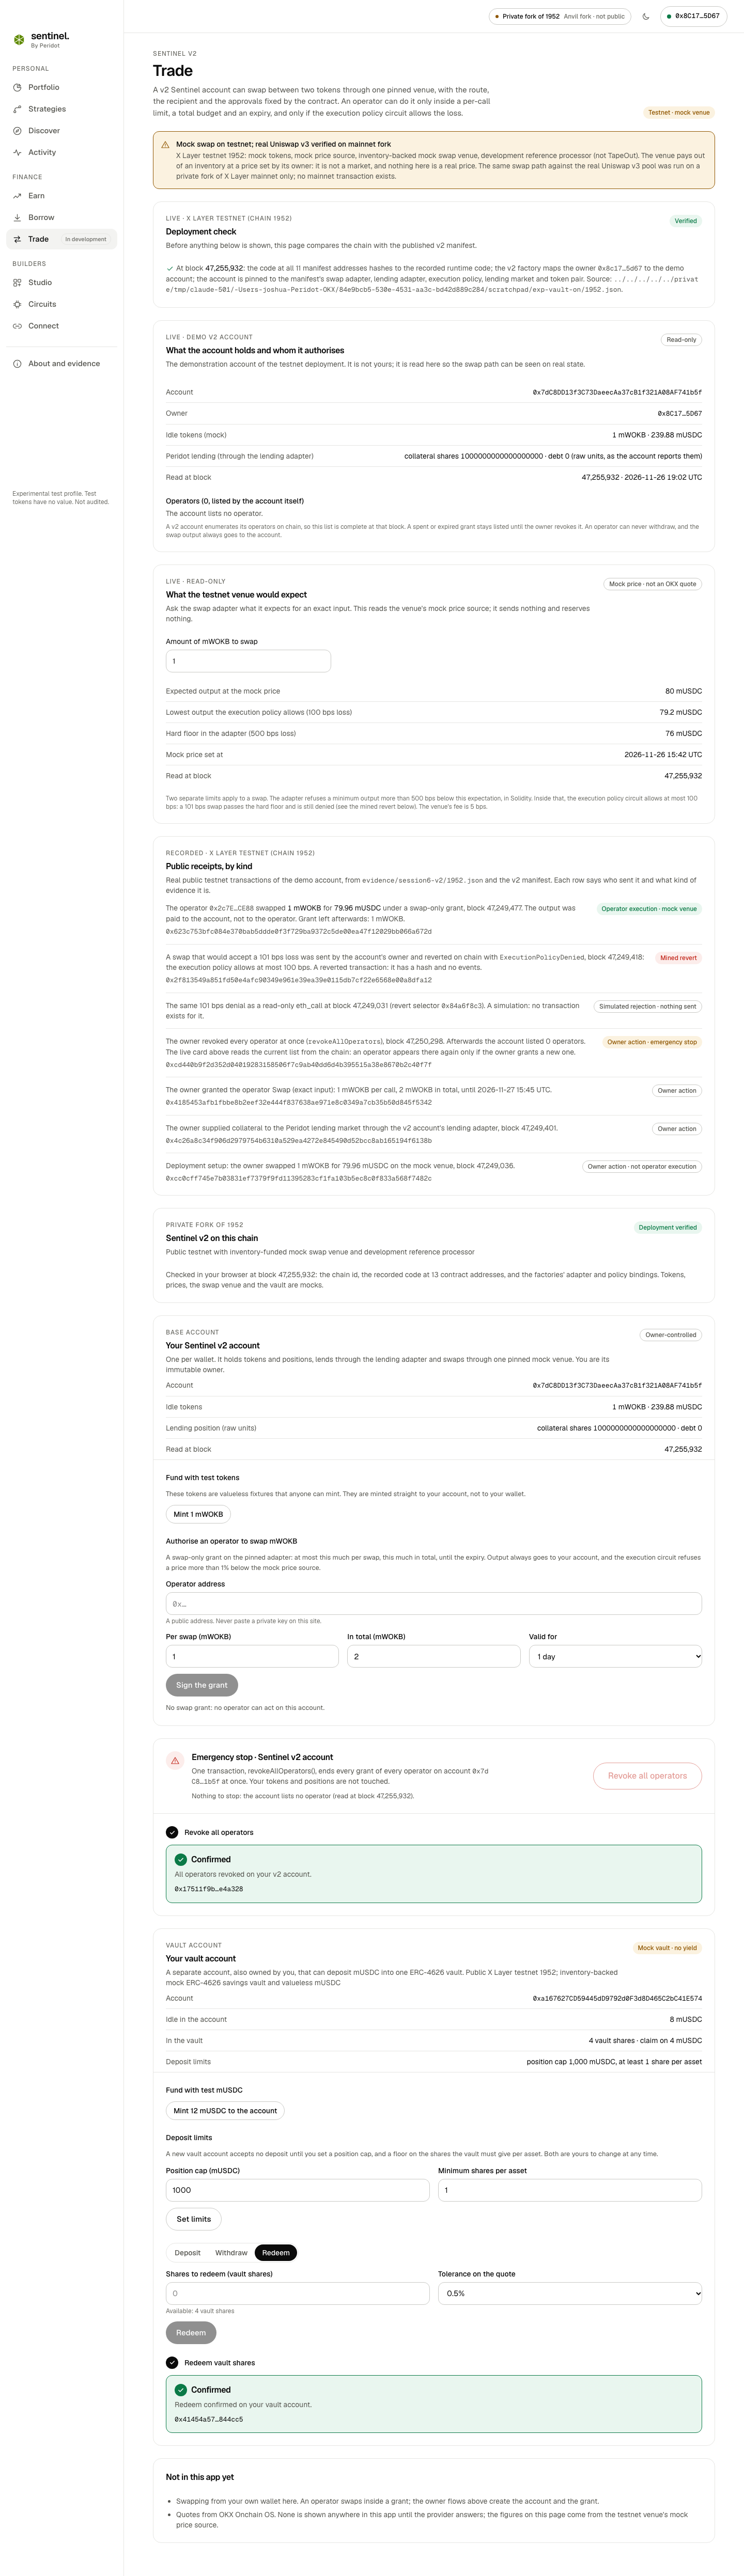 sentinel.
By Peridot
PERSONAL
Portfolio
Strategies
Discover
Activity
FINANCE
Earn
Borrow
Trade
In development
BUILDERS
Studio
Circuits
Connect
About and evidence
Experimental test profile. Test
tokens have no value. Not audited.
Private fork of 1952 Anvil fork · not public
0x8C17…5D67
SENTINEL V2
Trade
A v2 Sentinel account can swap between two tokens through one pinned venue, with the route,
the recipient and the approvals fixed by the contract. An operator can do it only inside a per-call
limit, a total budget and an expiry, and only if the execution policy circuit allows the swap.
Testnet · mock venue
Mock swap on testnet; real Uniswap v3 verified on mainnet fork
X Layer testnet 1952: mock tokens, mock price source, inventory-backed mock swap venue, development reference processor (not TapeOut). The venue pays out
of an inventory at a price set by its owner: it is not a market, and nothing here is a real price. The same swap path against the real Uniswap v3 pool was run on a
private fork of X Layer mainnet only; no mainnet transaction exists.
LIVE · X LAYER TESTNET (CHAIN 1952)
Verified
Deployment check
Before anything below is shown, this page compares the chain with the published v2 manifest.
At block 47,255,932: the code at all 11 manifest addresses hashes to the recorded runtime code; the v2 factory maps the owner 0x8c17…5d67 to the demo
account; the account is pinned to the manifest's swap adapter, lending adapter, execution policy, lending market and token pair. Source: ../../../../../privat
e/tmp/claude-501/-Users-joshua-Peridot-OKX/84e9bcb5-530e-4531-aa3c-bd42d889c284/scratchpad/exp-vault-on/1952.json.
LIVE · DEMO V2 ACCOUNT
Read-only
What the account holds and whom it authorises
The demonstration account of the testnet deployment. It is not yours; it is read here so the swap path can be seen on real state.
Account
0x7dC8DD13f3C73DaeecAa37cB1f321A08AF741b5f
Owner
0x8C17…5D67
Idle tokens (mock)
1 mWOKB · 239.88 mUSDC
Peridot lending (through the lending adapter)
collateral shares 1000000000000000000 · debt 0 (raw units, as the account reports them)
Read at block
47,255,932 · 2026-11-26 19:02 UTC
Operators (0, listed by the account itself)
The account lists no operator.
A v2 account enumerates its operators on chain, so this list is complete at that block. A spent or expired grant stays listed until the owner revokes it. An operator can never withdraw, and the
swap output always goes to the account.
LIVE · READ-ONLY
Mock price · not an OKX quote
What the testnet venue would expect
Ask the swap adapter what it expects for an exact input. This reads the venue's mock price source; it sends nothing and reserves
nothing.
Amount of mWOKB to swap
1
Expected output at the mock price
80 mUSDC
Lowest output the execution policy allows (100 bps loss)
79.2 mUSDC
Hard floor in the adapter (500 bps loss)
76 mUSDC
Mock price set at
2026-11-26 15:42 UTC
Read at block
47,255,932
Two separate limits apply to a swap. The adapter refuses a minimum output more than 500 bps below this expectation, in Solidity. Inside that, the execution policy circuit allows at most 100
bps: a 101 bps swap passes the hard floor and is still denied (see the mined revert below). The venue's fee is 5 bps.
RECORDED · X LAYER TESTNET (CHAIN 1952)
Public receipts, by kind
Real public testnet transactions of the demo account, from evidence/session6-v2/1952.json and the v2 manifest. Each row says who sent it and what kind of
evidence it is.
The operator 0x2c7E…CE88 swapped 1 mWOKB for 79.96 mUSDC under a swap-only grant, block 47,249,477. The output was
paid to the account, not to the operator. Grant left afterwards: 1 mWOKB.
Operator execution · mock venue
A swap that would accept a 101 bps loss was sent by the account's owner and reverted on chain with ExecutionPolicyDenied, block 47,249,418:
the execution policy allows at most 100 bps. A reverted transaction: it has a hash and no events.
Mined revert
The same 101 bps denial as a read-only eth_call at block 47,249,031 (revert selector 0x84a6f8c3). A simulation: no transaction
exists for it.
Simulated rejection · nothing sent
The owner revoked every operator at once (revokeAllOperators), block 47,250,298. Afterwards the account listed 0 operators.
The live card above reads the current list from the chain: an operator appears there again only if the owner grants a new one.
Owner action · emergency stop
The owner granted the operator Swap (exact input): 1 mWOKB per call, 2 mWOKB in total, until 2026-11-27 15:45 UTC.
Owner action
The owner supplied collateral to the Peridot lending market through the v2 account's lending adapter, block 47,249,401.
Owner action
Deployment setup: the owner swapped 1 mWOKB for 79.96 mUSDC on the mock venue, block 47,249,036.
Owner action · not operator execution
PRIVATE FORK OF 1952
Deployment verified
Sentinel v2 on this chain
Public testnet with inventory-funded mock swap venue and development reference processor
Checked in your browser at block 47,255,932: the chain id, the recorded code at 13 contract addresses, and the factories' adapter and policy bindings. Tokens,
prices, the swap venue and the vault are mocks.
BASE ACCOUNT
Owner-controlled
Your Sentinel v2 account
One per wallet. It holds tokens and positions, lends through the lending adapter and swaps through one pinned mock venue. You are its
immutable owner.
Account
0x7dC8DD13f3C73DaeecAa37cB1f321A08AF741b5f
Idle tokens
1 mWOKB · 239.88 mUSDC
Lending position (raw units)
collateral shares 1000000000000000000 · debt 0
Read at block
47,255,932
Fund with test tokens
These tokens are valueless fixtures that anyone can mint. They are minted straight to your account, not to your wallet.
Mint 1 mWOKB
Authorise an operator to swap mWOKB
A swap-only grant on the pinned adapter: at most this much per swap, this much in total, until the expiry. Output always goes to your account, and the execution circuit refuses
a price more than 1% below the mock price source.
Operator address
0x…
A public address. Never paste a private key on this site.
Per swap (mWOKB)
In total (mWOKB)
Valid for
1
2
1 day
Sign the grant
No swap grant: no operator can act on this account.
Emergency stop · Sentinel v2 account
One transaction, revokeAllOperators(), ends every grant of every operator on account 0x7d
C8…1b5f at once. Your tokens and positions are not touched.
Nothing to stop: the account lists no operator (read at block 47,255,932).
Revoke all operators
Revoke all operators
Confirmed
All operators revoked on your v2 account.
0x17511f9b…e4a328
VAULT ACCOUNT
Mock vault · no yield
Your vault account
A separate account, also owned by you, that can deposit mUSDC into one ERC-4626 vault. Public X Layer testnet 1952; inventory-backed
mock ERC-4626 savings vault and valueless mUSDC
Account
0xa167627CD59445dD9792d0F3d8D465C2bC41E574
Idle in the account
8 mUSDC
In the vault
4 vault shares · claim on 4 mUSDC
Deposit limits
position cap 1,000 mUSDC, at least 1 share per asset
Fund with test mUSDC
Mint 12 mUSDC to the account
Deposit limits
A new vault account accepts no deposit until you set a position cap, and a floor on the shares the vault must give per asset. Both are yours to change at any time.
Position cap (mUSDC)
Minimum shares per asset
1000
1
Set limits
Deposit Withdraw Redeem
Shares to redeem (vault shares)
Tolerance on the quote
0
0.5%
Available: 4 vault shares
Redeem
Redeem vault shares
Confirmed
Redeem confirmed on your vault account.
0x41454a57…844cc5
Not in this app yet
Swapping from your own wallet here. An operator swaps inside a grant; the owner flows above create the account and the grant.
Quotes from OKX Onchain OS. None is shown anywhere in this app until the provider answers; the figures on this page come from the testnet venue's mock
price source.